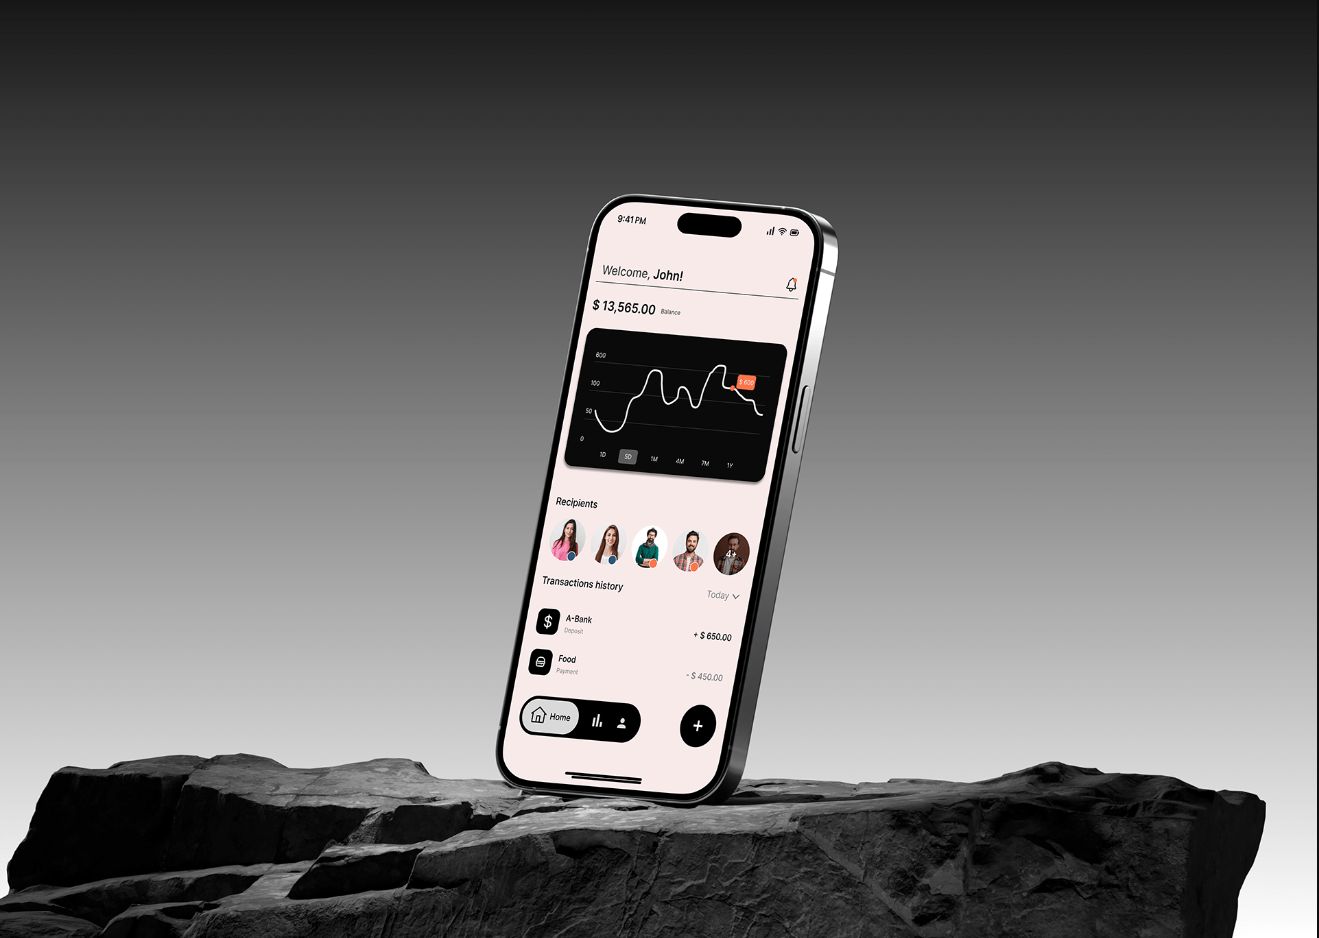 9:41 PM
Welcome, John!
$ 13,565.00 Balance
600
$ 600
100
50
0
1D 5D 1M 4M 7M 1Y
Recipients
4+
Transactions history
Today
A-Bank
Deposit
+ $ 650.00
Food
Payment
- $ 450.00
Home